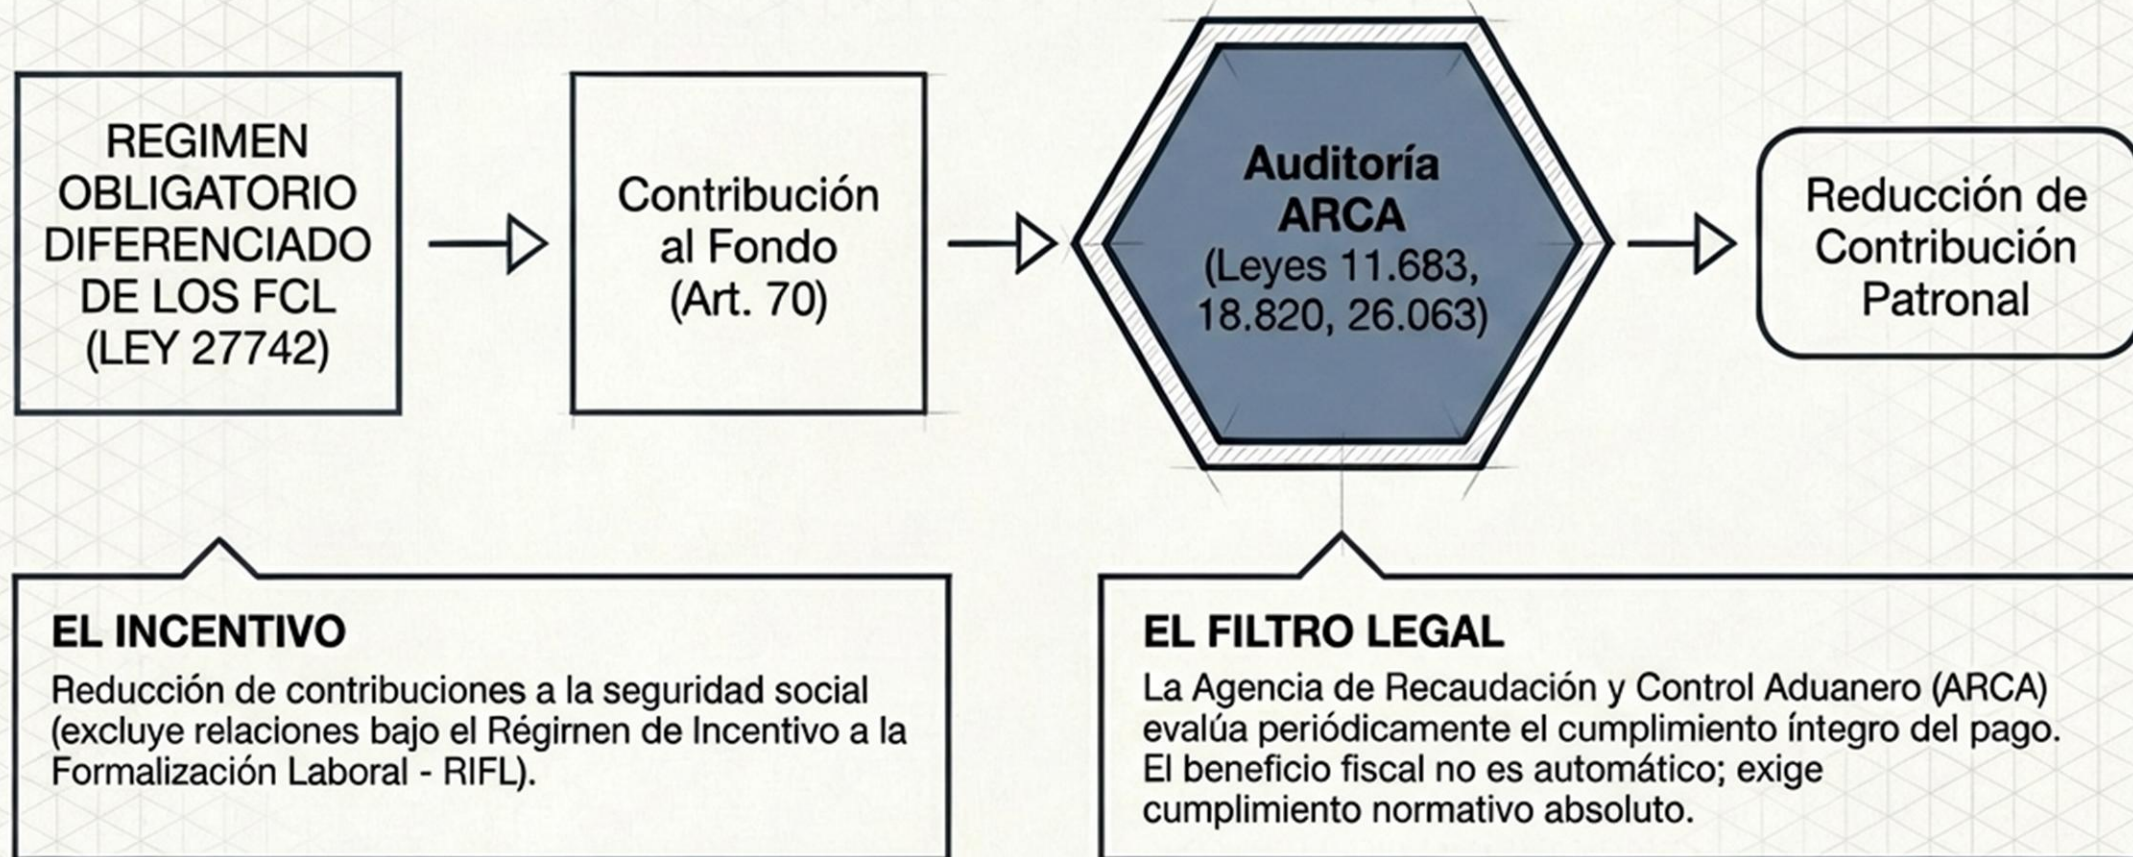 REGIMEN
OBLIGATORIO
DIFERENCIADO
DE LOS FCL
(LEY 27742)
Contribución
al Fondo
(Art. 70)
Auditoría
ARCA
(Leyes 11.683,
18.820, 26.063)
Reducción de
Contribución
Patronal
EL INCENTIVO
Reducción de contribuciones a la seguridad social
(excluye relaciones bajo el Régirnen de Incentivo a la
Formalización Laboral - RIFL).
EL FILTRO LEGAL
La Agencia de Recaudación y Control Aduanero (ARCA)
evalúa periódicamente el cumplimiento íntegro del pago.
El beneficio fiscal no es automático; exige
cumplimiento normativo absoluto.